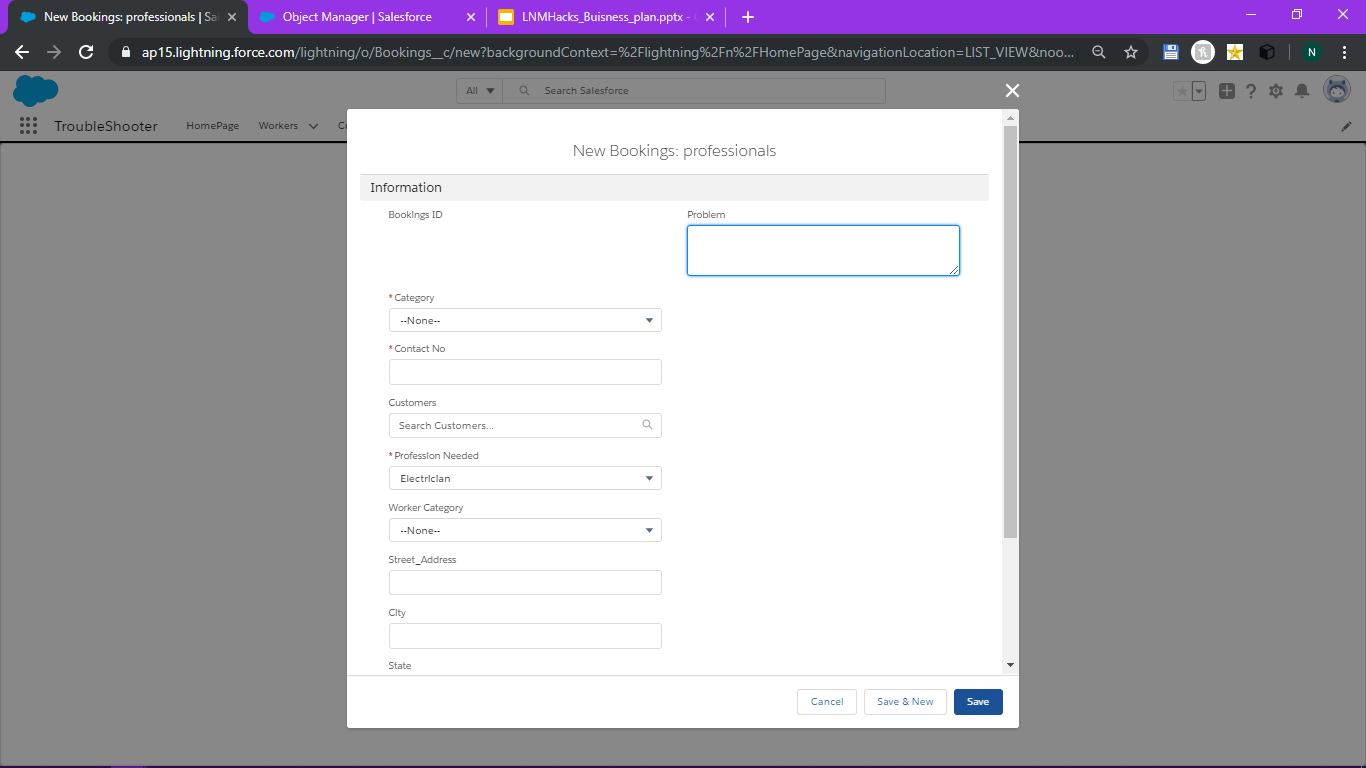 New Bookings: professionals | Sa
Object Manager | Salesforce
LNMHacks_Buisness_plan.pptx -
ap15.lightning.force.com/lightning/o/Bookings__c/new?backgroundContext=%2Flightning%2Fn%2FHomePage&navigationLocation=LIST_VIEW&noo...
N
All
Search Salesforce
TroubleShooter
HomePage
Workers
New Bookings: professionals
Information
Bookings ID
Problem
*Category
--None--
*Contact No
Customers
Search Customers...
*Profession Needed
Electrician
Worker Category
--None--
Street_Address
City
State
Cancel
Save & New
Save